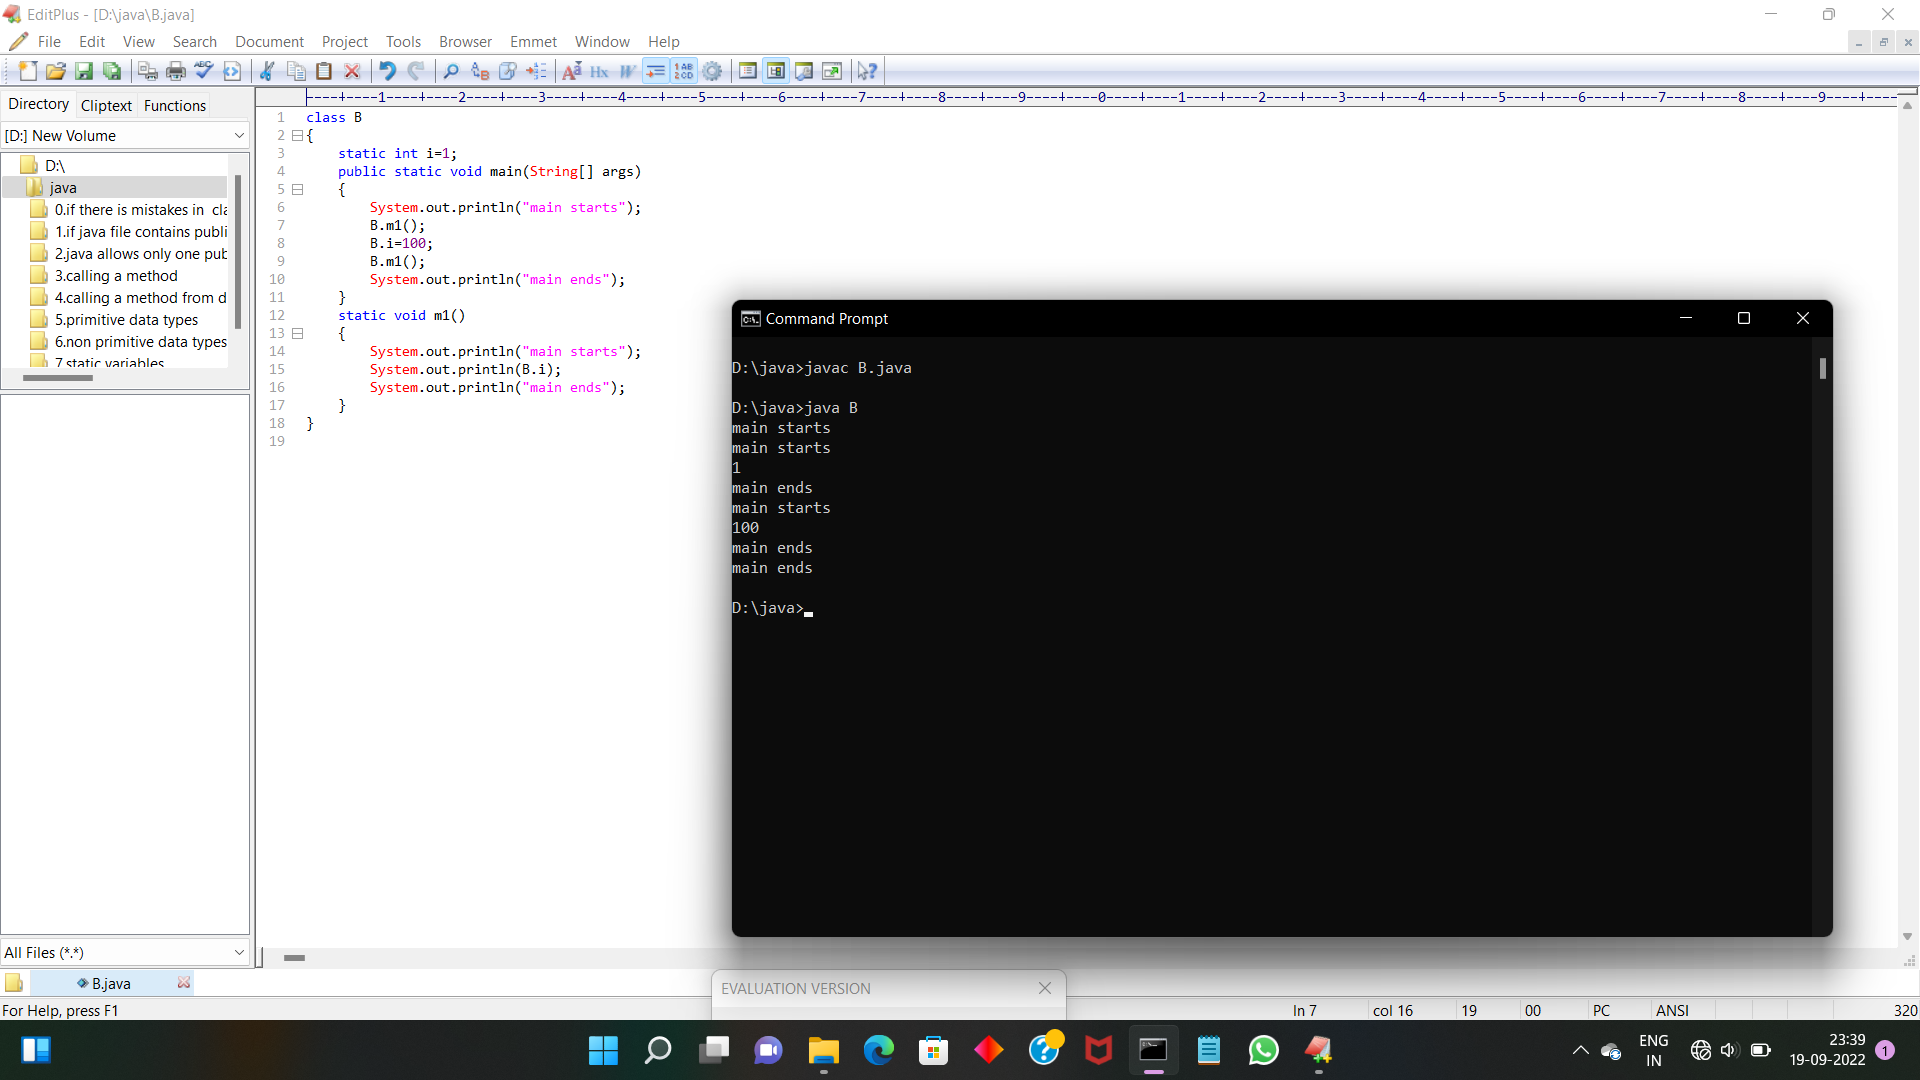 EditPlus - [D:\java\B.java]
File Edit View Search Document Project Tools Browser Emmet Window Help
Directory Cliptext Functions
[D:] New Volume
D:\
java
0.if there is mistakes in cla
1.if java file contains publi
2.java allows only one pub
3.calling a method
4.calling a method from d
5.primitive data types
6.non primitive data types
7.static variables
All Files (*.*)
----+----1----+----2----+----3----+----4----+----5----+----6----+----7----+----8----+----9----+----0----+----1----+----2----+----3----+----4----+----5----+----6----+----7----+----8----+----9----+----
1 class B
2 {
3 static int i=1;
4 public static void main(String[] args)
5 {
6 System.out.println("main starts");
7 B.m1();
8 B.i=100;
9 B.m1();
10 System.out.println("main ends");
11 }
12 static void m1()
13 {
14 System.out.println("main starts");
15 System.out.println(B.i);
16 System.out.println("main ends");
17 }
18 }
19
Command Prompt
D:\java>javac B.java
D:\java>java B
main starts
main starts
1
main ends
main starts
100
main ends
main ends
D:\java>
B.java
EVALUATION VERSION
For Help, press F1 ln 7 col 16 19 00 PC ANSI 320
ENG
IN
23:39
19-09-2022
1